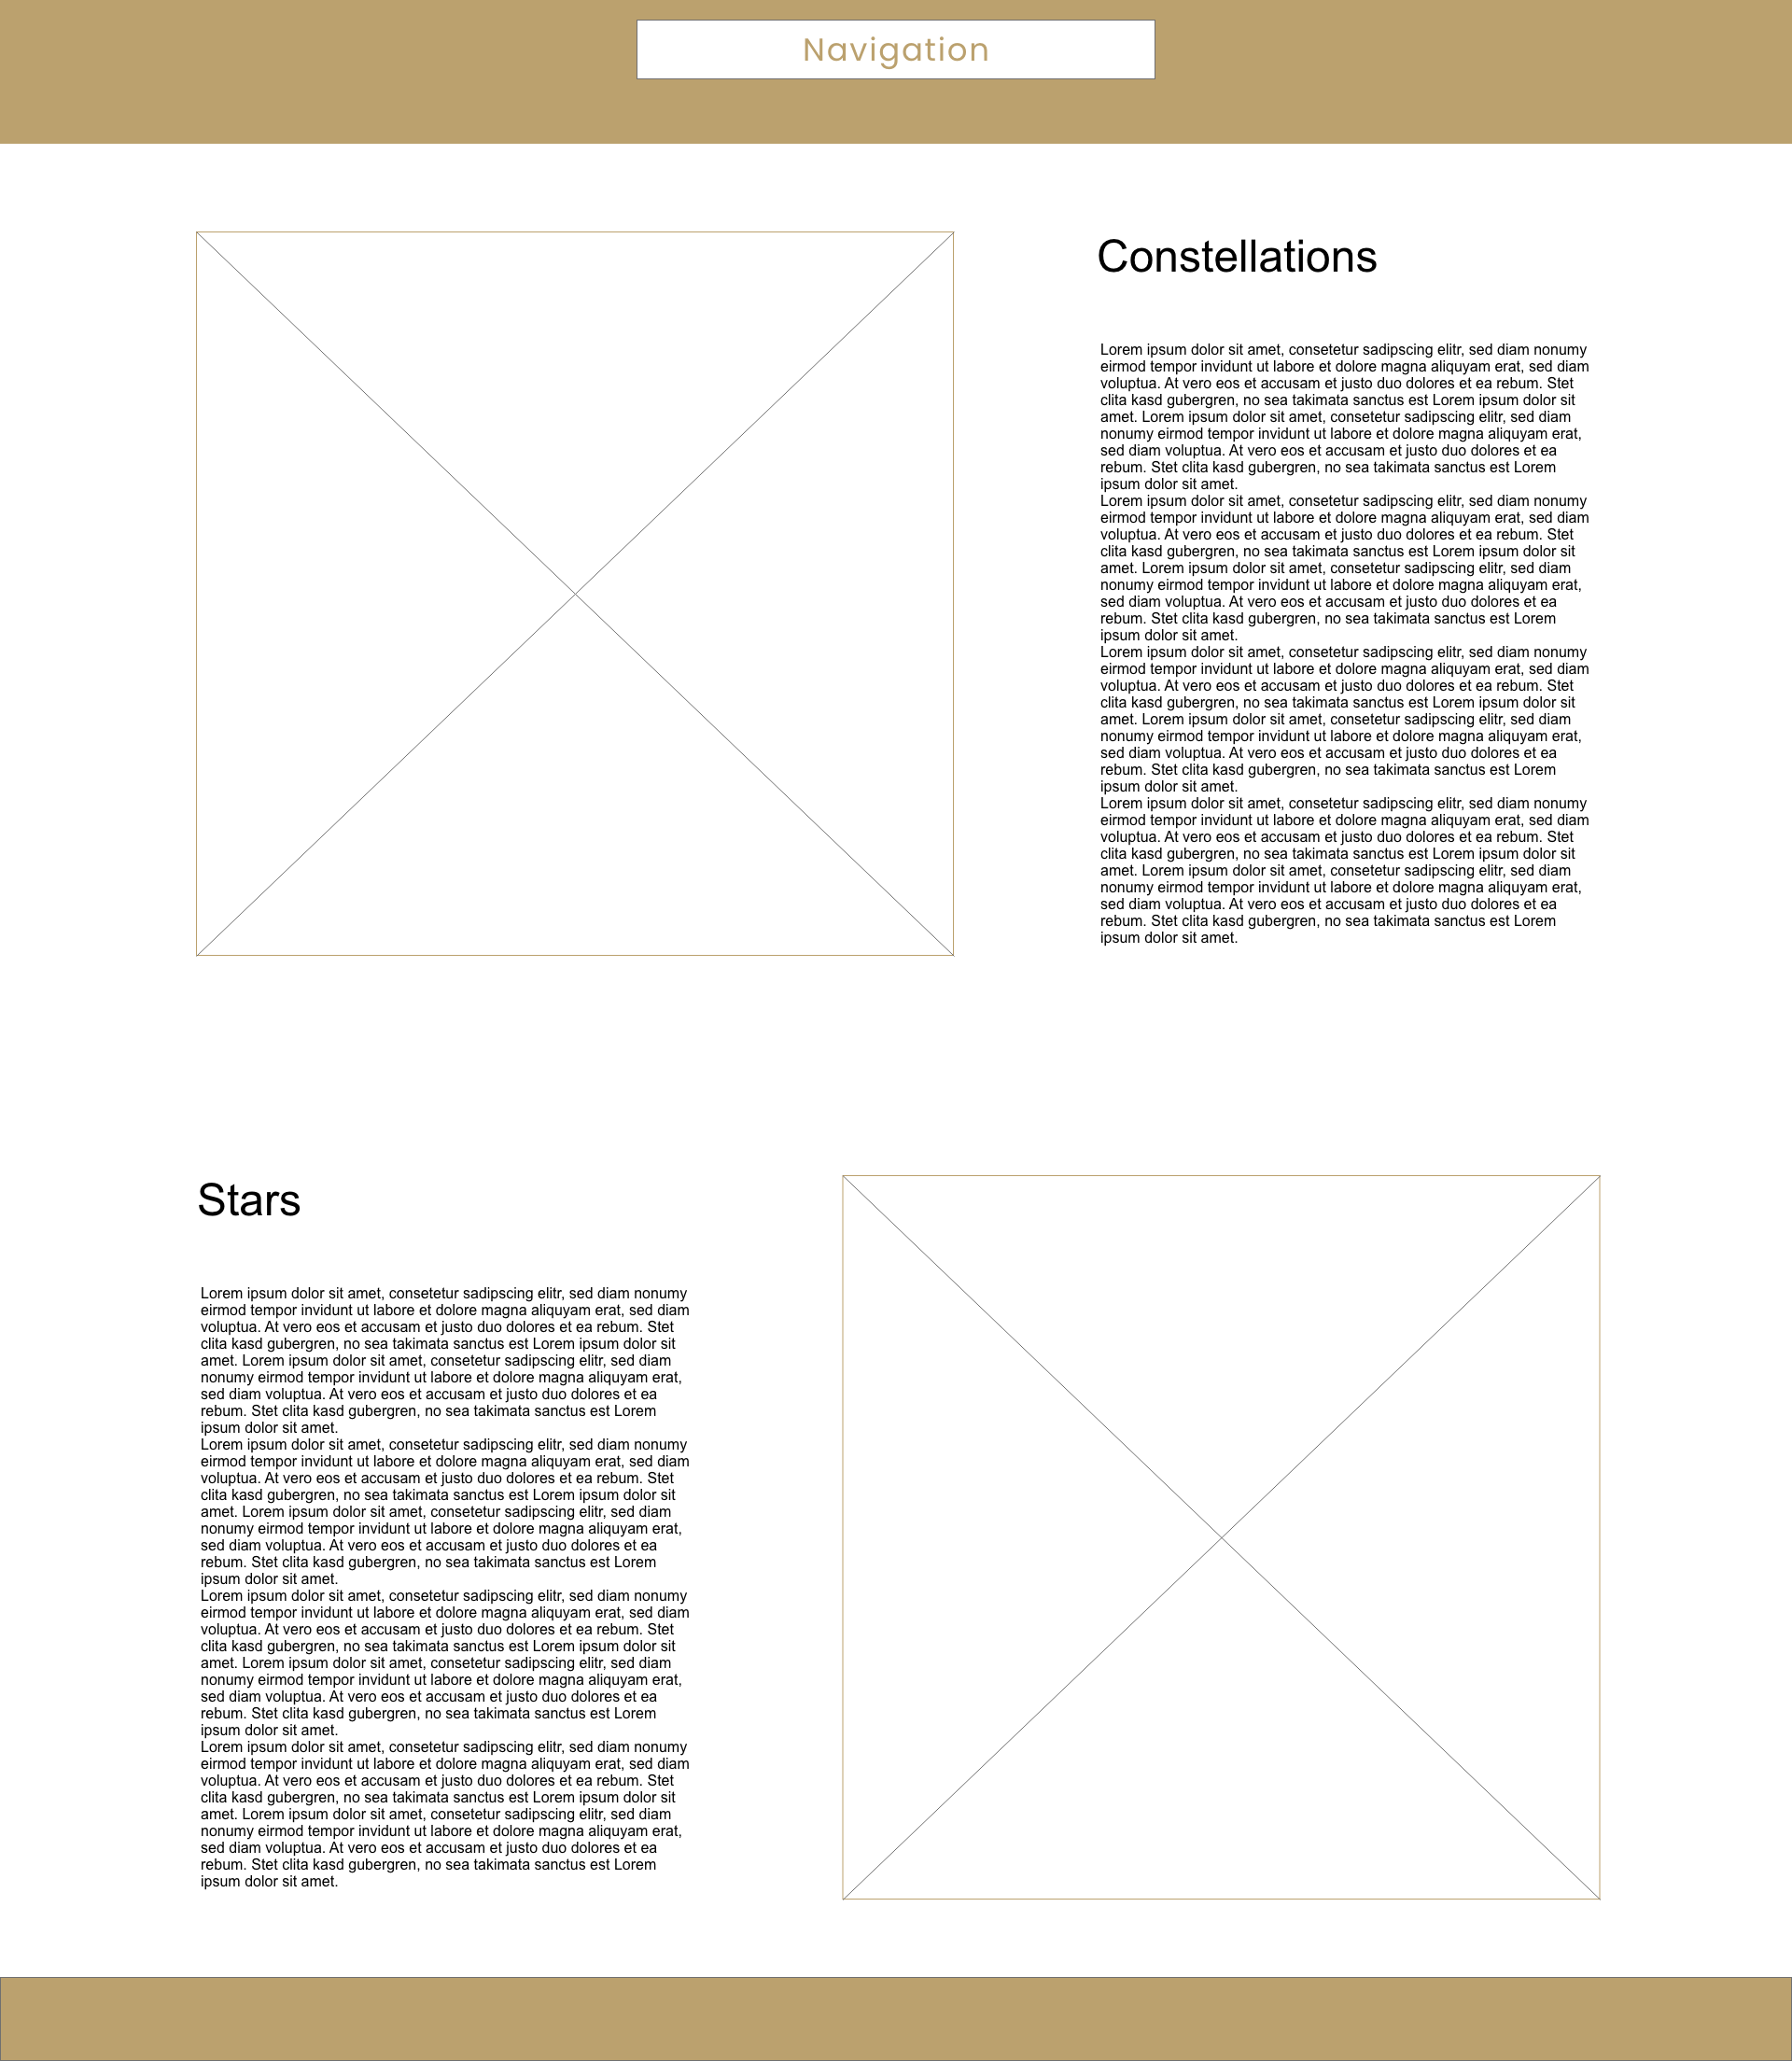 Navigation
Constellations
Lorem ipsum dolor sit amet, consetetur sadipscing elitr, sed diam nonumy
eirmod tempor invidunt ut labore et dolore magna aliquyam erat, sed diam
voluptua. At vero eos et accusam et justo duo dolores et ea rebum. Stet
clita kasd gubergren, no sea takimata sanctus est Lorem ipsum dolor sit
amet. Lorem ipsum dolor sit amet, consetetur sadipscing elitr, sed diam
nonumy eirmod tempor invidunt ut labore et dolore magna aliquyam erat,
sed diam voluptua. At vero eos et accusam et justo duo dolores et ea
rebum. Stet clita kasd gubergren, no sea takimata sanctus est Lorem
ipsum dolor sit amet.
Lorem ipsum dolor sit amet, consetetur sadipscing elitr, sed diam nonumy
eirmod tempor invidunt ut labore et dolore magna aliquyam erat, sed diam
voluptua. At vero eos et accusam et justo duo dolores et ea rebum. Stet
clita kasd gubergren, no sea takimata sanctus est Lorem ipsum dolor sit
amet. Lorem ipsum dolor sit amet, consetetur sadipscing elitr, sed diam
nonumy eirmod tempor invidunt ut labore et dolore magna aliquyam erat,
sed diam voluptua. At vero eos et accusam et justo duo dolores et ea
rebum. Stet clita kasd gubergren, no sea takimata sanctus est Lorem
ipsum dolor sit amet.
Lorem ipsum dolor sit amet, consetetur sadipscing elitr, sed diam nonumy
eirmod tempor invidunt ut labore et dolore magna aliquyam erat, sed diam
voluptua. At vero eos et accusam et justo duo dolores et ea rebum. Stet
clita kasd gubergren, no sea takimata sanctus est Lorem ipsum dolor sit
amet. Lorem ipsum dolor sit amet, consetetur sadipscing elitr, sed diam
nonumy eirmod tempor invidunt ut labore et dolore magna aliquyam erat,
sed diam voluptua. At vero eos et accusam et justo duo dolores et ea
rebum. Stet clita kasd gubergren, no sea takimata sanctus est Lorem
ipsum dolor sit amet.
Lorem ipsum dolor sit amet, consetetur sadipscing elitr, sed diam nonumy
eirmod tempor invidunt ut labore et dolore magna aliquyam erat, sed diam
voluptua. At vero eos et accusam et justo duo dolores et ea rebum. Stet
clita kasd gubergren, no sea takimata sanctus est Lorem ipsum dolor sit
amet. Lorem ipsum dolor sit amet, consetetur sadipscing elitr, sed diam
nonumy eirmod tempor invidunt ut labore et dolore magna aliquyam erat,
sed diam voluptua. At vero eos et accusam et justo duo dolores et ea
rebum. Stet clita kasd gubergren, no sea takimata sanctus est Lorem
ipsum dolor sit amet.
Stars
Lorem ipsum dolor sit amet, consetetur sadipscing elitr, sed diam nonumy
eirmod tempor invidunt ut labore et dolore magna aliquyam erat, sed diam
voluptua. At vero eos et accusam et justo duo dolores et ea rebum. Stet
clita kasd gubergren, no sea takimata sanctus est Lorem ipsum dolor sit
amet. Lorem ipsum dolor sit amet, consetetur sadipscing elitr, sed diam
nonumy eirmod tempor invidunt ut labore et dolore magna aliquyam erat,
sed diam voluptua. At vero eos et accusam et justo duo dolores et ea
rebum. Stet clita kasd gubergren, no sea takimata sanctus est Lorem
ipsum dolor sit amet.
Lorem ipsum dolor sit amet, consetetur sadipscing elitr, sed diam nonumy
eirmod tempor invidunt ut labore et dolore magna aliquyam erat, sed diam
voluptua. At vero eos et accusam et justo duo dolores et ea rebum. Stet
clita kasd gubergren, no sea takimata sanctus est Lorem ipsum dolor sit
amet. Lorem ipsum dolor sit amet, consetetur sadipscing elitr, sed diam
nonumy eirmod tempor invidunt ut labore et dolore magna aliquyam erat,
sed diam voluptua. At vero eos et accusam et justo duo dolores et ea
rebum. Stet clita kasd gubergren, no sea takimata sanctus est Lorem
ipsum dolor sit amet.
Lorem ipsum dolor sit amet, consetetur sadipscing elitr, sed diam nonumy
eirmod tempor invidunt ut labore et dolore magna aliquyam erat, sed diam
voluptua. At vero eos et accusam et justo duo dolores et ea rebum. Stet
clita kasd gubergren, no sea takimata sanctus est Lorem ipsum dolor sit
amet. Lorem ipsum dolor sit amet, consetetur sadipscing elitr, sed diam
nonumy eirmod tempor invidunt ut labore et dolore magna aliquyam erat,
sed diam voluptua. At vero eos et accusam et justo duo dolores et ea
rebum. Stet clita kasd gubergren, no sea takimata sanctus est Lorem
ipsum dolor sit amet.
Lorem ipsum dolor sit amet, consetetur sadipscing elitr, sed diam nonumy
eirmod tempor invidunt ut labore et dolore magna aliquyam erat, sed diam
voluptua. At vero eos et accusam et justo duo dolores et ea rebum. Stet
clita kasd gubergren, no sea takimata sanctus est Lorem ipsum dolor sit
amet. Lorem ipsum dolor sit amet, consetetur sadipscing elitr, sed diam
nonumy eirmod tempor invidunt ut labore et dolore magna aliquyam erat,
sed diam voluptua. At vero eos et accusam et justo duo dolores et ea
rebum. Stet clita kasd gubergren, no sea takimata sanctus est Lorem
ipsum dolor sit amet.